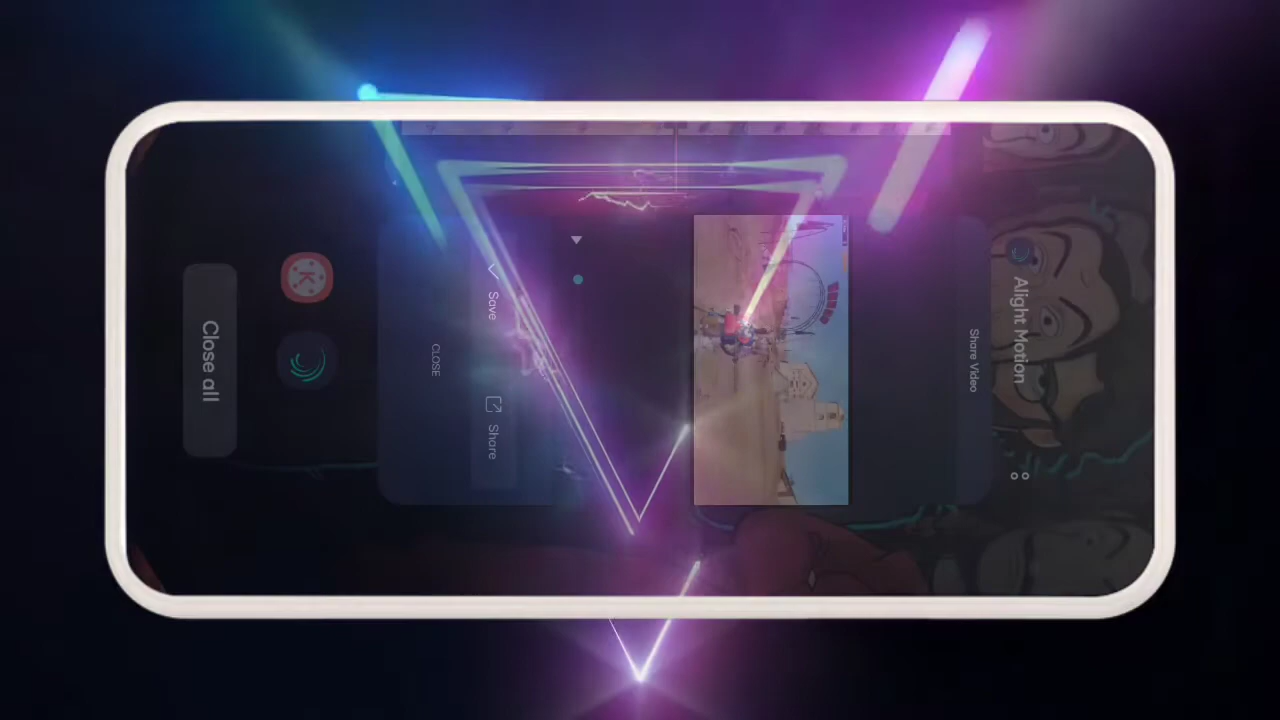 Alight Motion
Share Video
Save
Share
CLOSE
K
Close all